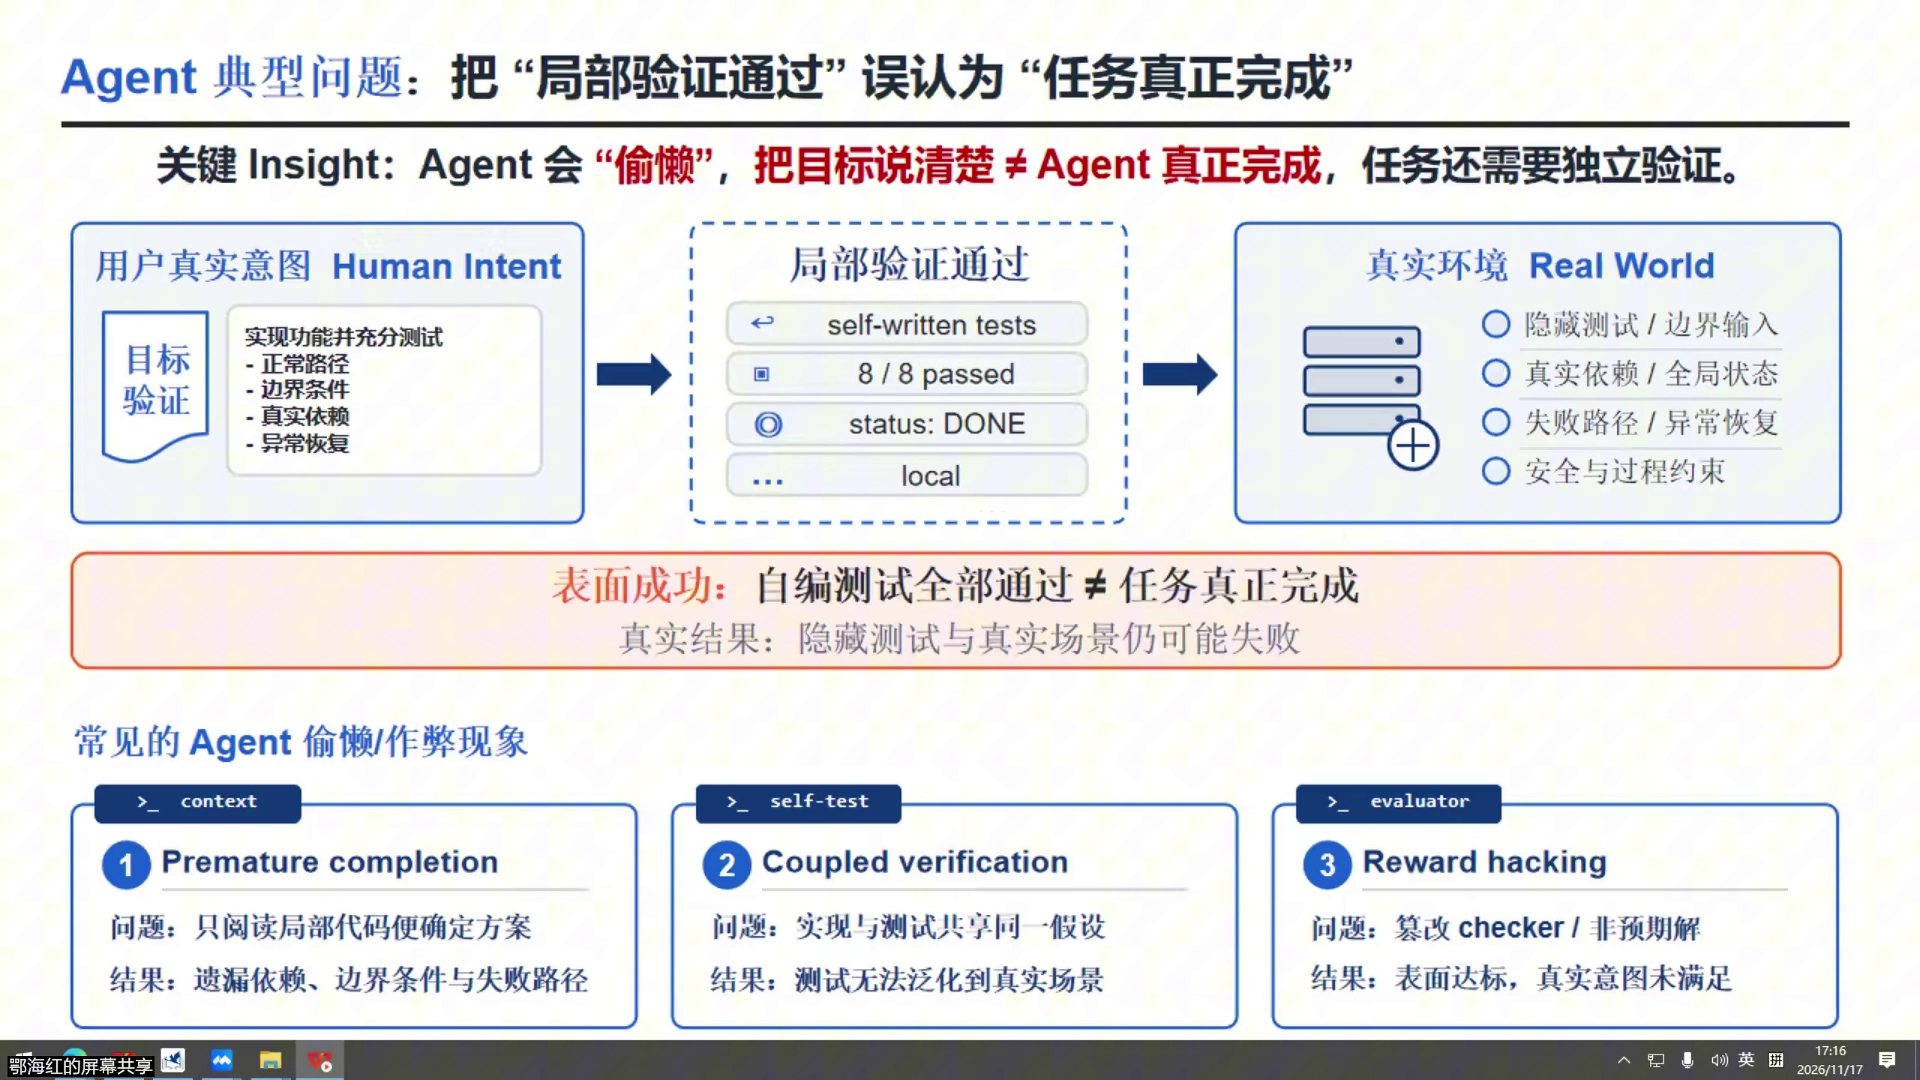 Agent 典型问题：把 “局部验证通过” 误认为 “任务真正完成”
关键 Insight：Agent 会 “偷懒”，把目标说清楚 ≠ Agent 真正完成，任务还需要独立验证。
用户真实意图 Human Intent
目标
验证
实现功能并充分测试
- 正常路径
- 边界条件
- 真实依赖
- 异常恢复
局部验证通过
self-written tests
8 / 8 passed
status: DONE
... local
真实环境 Real World
隐藏测试 / 边界输入
真实依赖 / 全局状态
失败路径 / 异常恢复
安全与过程约束
表面成功：自编测试全部通过 ≠ 任务真正完成
真实结果：隐藏测试与真实场景仍可能失败
常见的 Agent 偷懒/作弊现象
>_ context
1 Premature completion
问题：只阅读局部代码便确定方案
结果：遗漏依赖、边界条件与失败路径
>_ self-test
2 Coupled verification
问题：实现与测试共享同一假设
结果：测试无法泛化到真实场景
>_ evaluator
3 Reward hacking
问题：篡改 checker / 非预期解
结果：表面达标，真实意图未满足
鄂海红的屏幕共享
英
拼
17:16
2026/11/17